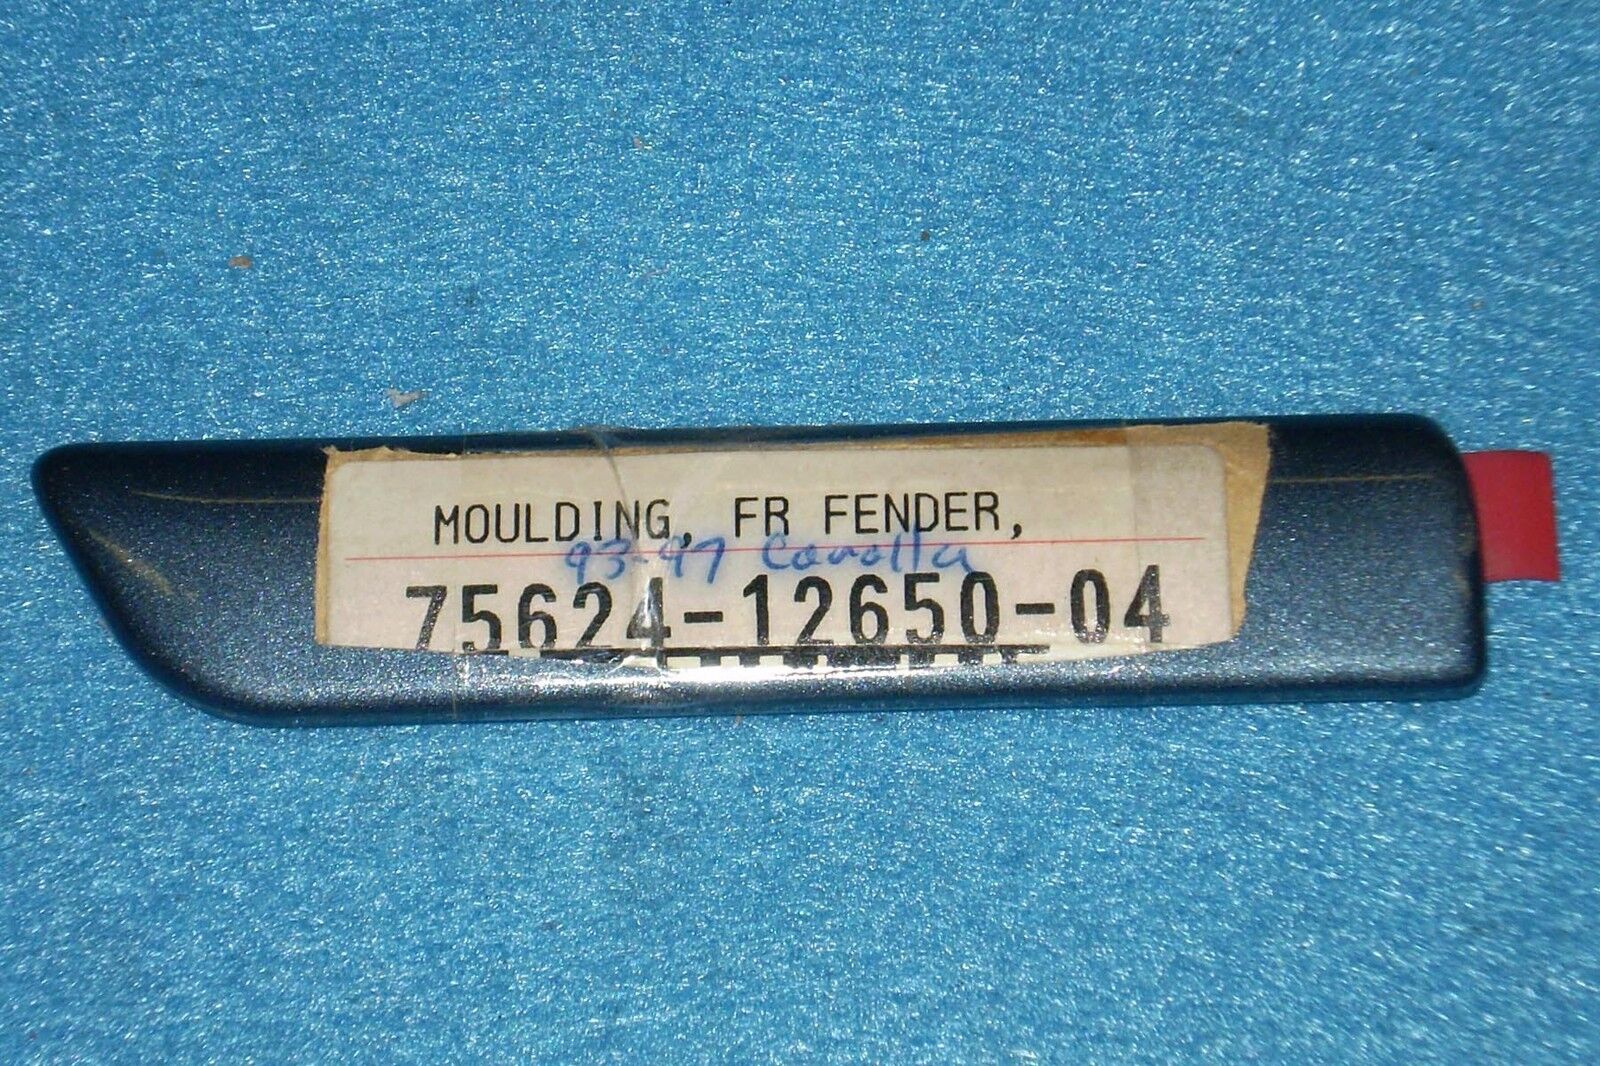 MOULDING, FR FENDER,
93-97 Corolla
75624-12650-04